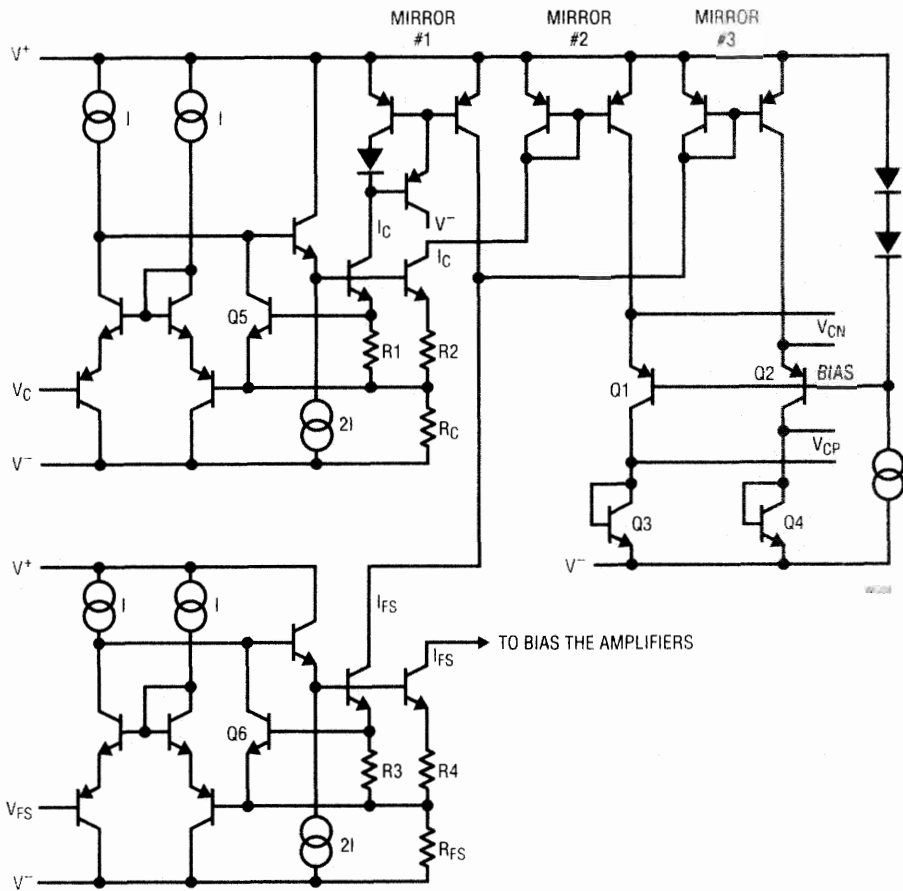 MIRROR #1
MIRROR #2
MIRROR #3
V+
I
I
IC
V−
IC
Q5
R1
R2
VC
2I
RC
V−
VCN
Q1
Q2
BIAS
VCP
Q3
Q4
V−
V+
I
I
IFS
IFS
TO BIAS THE AMPLIFIERS
Q6
R3
R4
VFS
2I
RFS
V−